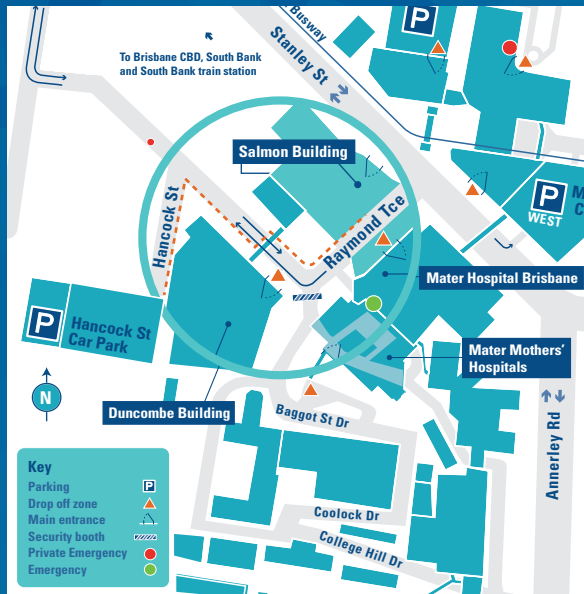 P
Busway
To Brisbane CBD, South Bank
and South Bank train station
Stanley St
Salmon Building
P
WEST
M
C
Hancock St
Raymond Tce
Mater Hospital Brisbane
P
Hancock St
Car Park
Mater Mothers'
Hospitals
N
Duncombe Building
Baggot St Dr
Annerley Rd
Key
Parking
P
Drop off zone
Main entrance
Security booth
Private Emergency
Emergency
Coolock Dr
College Hill Dr